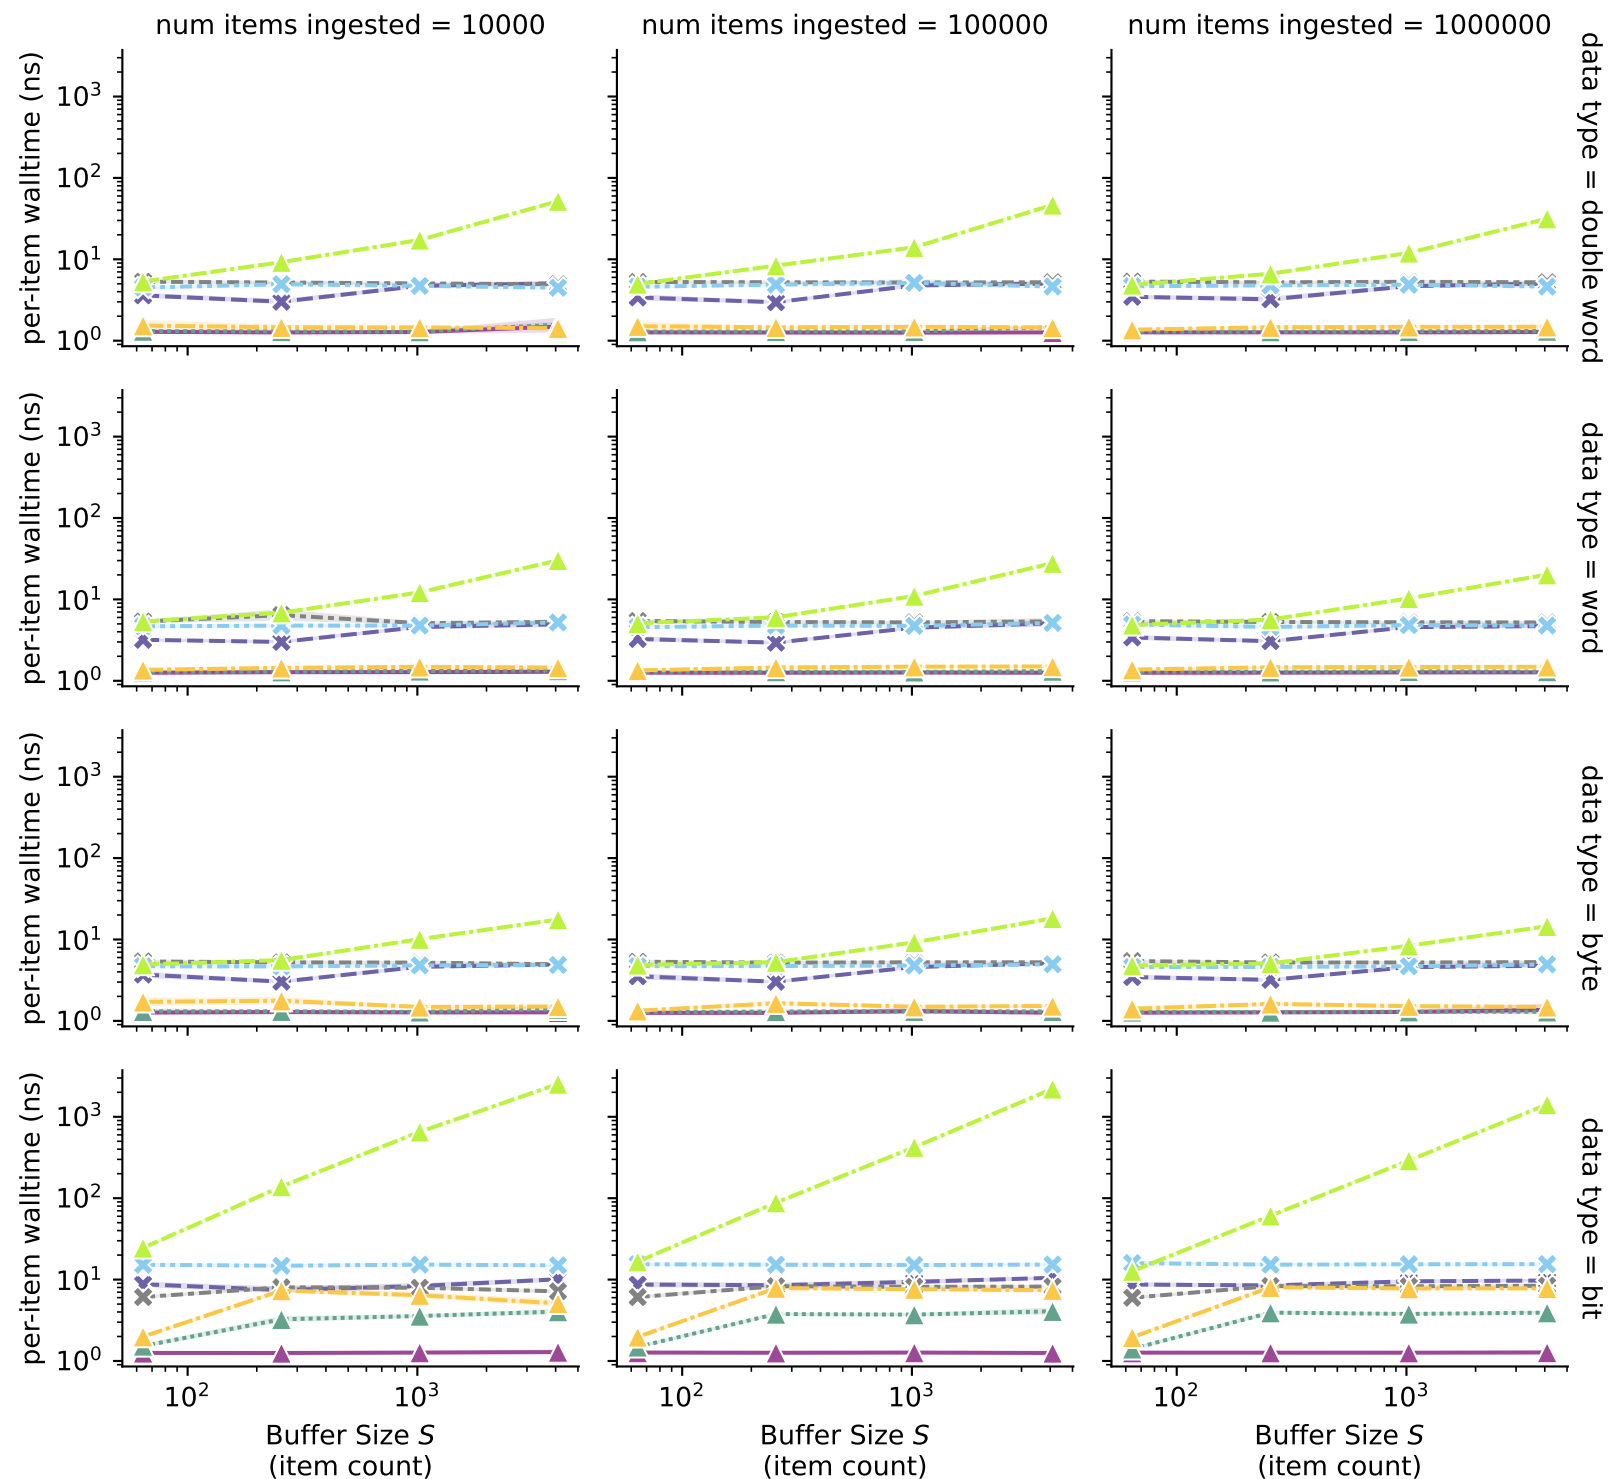 num items ingested = 10000
num items ingested = 100000
num items ingested = 1000000
per-item walltime (ns)
10³
10²
10¹
10⁰
data type = double word
per-item walltime (ns)
10³
10²
10¹
10⁰
data type = word
per-item walltime (ns)
10³
10²
10¹
10⁰
data type = byte
per-item walltime (ns)
10³
10²
10¹
10⁰
data type = bit
10² 10³
10² 10³
10² 10³
Buffer Size S
(item count)
Buffer Size S
(item count)
Buffer Size S
(item count)